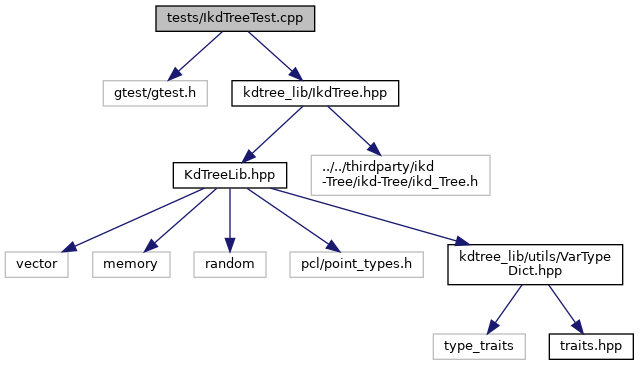 tests/IkdTreeTest.cpp
gtest/gtest.h
kdtree_lib/IkdTree.hpp
KdTreeLib.hpp
../../thirdparty/ikd
-Tree/ikd-Tree/ikd_Tree.h
vector
memory
random
pcl/point_types.h
kdtree_lib/utils/VarType
Dict.hpp
type_traits
traits.hpp